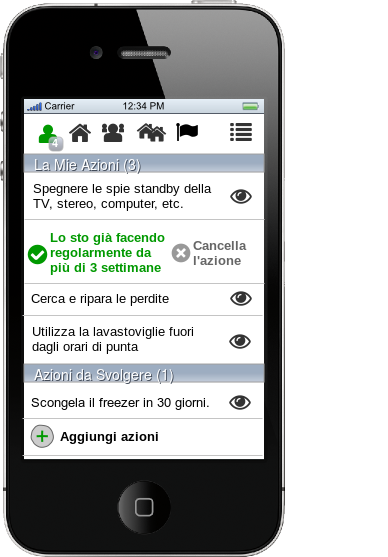 Carrier 12:34 PM
4
La Mie Azioni (3)
Spegnere le spie standby della
TV, stereo, computer, etc.
Lo sto già facendo
regolarmente da
più di 3 settimane
Cancella
l'azione
Cerca e ripara le perdite
Utilizza la lavastoviglie fuori
dagli orari di punta
Azioni da Svolgere (1)
Scongela il freezer in 30 giorni.
Aggiungi azioni